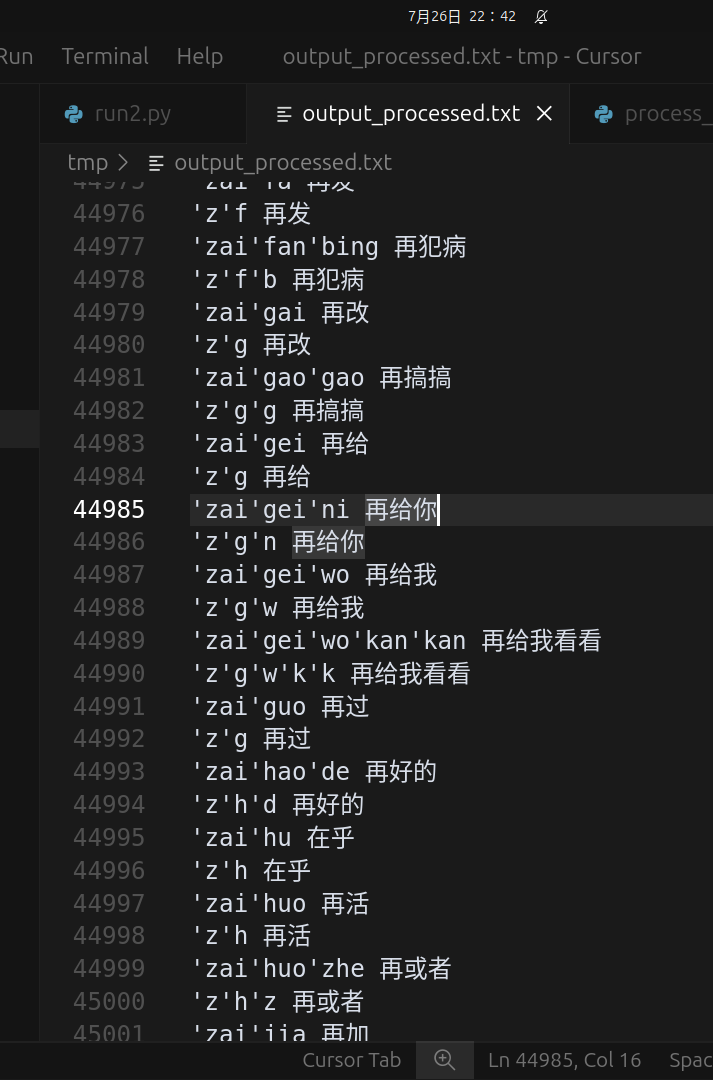 7月26日 22：42
Run Terminal Help output_processed.txt - tmp - Cursor
run2.py output_processed.txt process_
tmp > output_processed.txt
44975 'zai'fa 再发
44976 'z'f 再发
44977 'zai'fan'bing 再犯病
44978 'z'f'b 再犯病
44979 'zai'gai 再改
44980 'z'g 再改
44981 'zai'gao'gao 再搞搞
44982 'z'g'g 再搞搞
44983 'zai'gei 再给
44984 'z'g 再给
44985 'zai'gei'ni 再给你
44986 'z'g'n 再给你
44987 'zai'gei'wo 再给我
44988 'z'g'w 再给我
44989 'zai'gei'wo'kan'kan 再给我看看
44990 'z'g'w'k'k 再给我看看
44991 'zai'guo 再过
44992 'z'g 再过
44993 'zai'hao'de 再好的
44994 'z'h'd 再好的
44995 'zai'hu 在乎
44996 'z'h 在乎
44997 'zai'huo 再活
44998 'z'h 再活
44999 'zai'huo'zhe 再或者
45000 'z'h'z 再或者
45001 'zai'jia 再加
Cursor Tab Ln 44985, Col 16 Spac